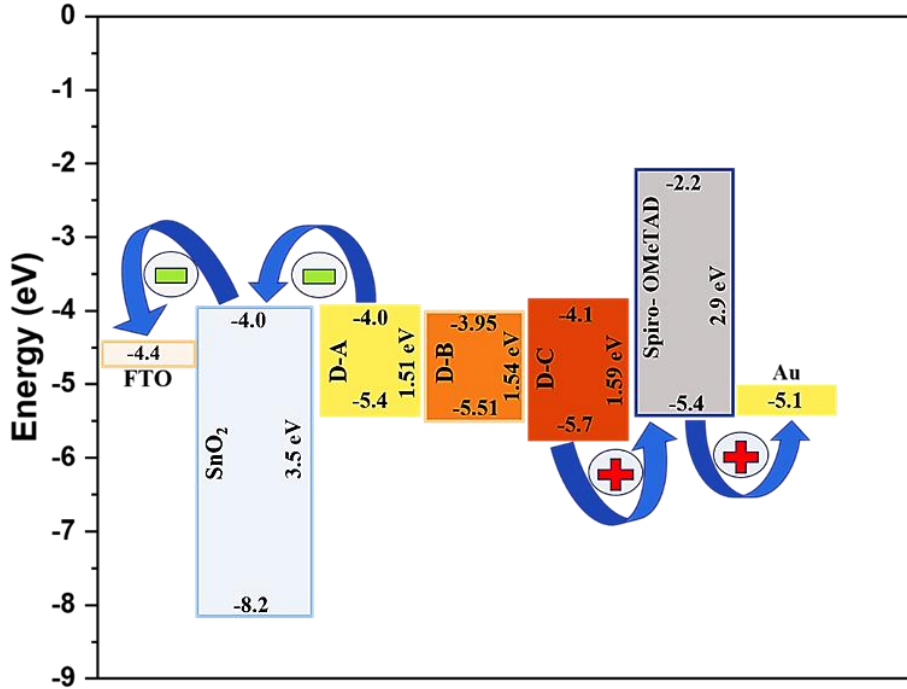 Energy (eV)
0
-1
-2
-3
-4
-5
-6
-7
-8
-9
-4.4
FTO
-4.0
SnO2
3.5 eV
-8.2
-4.0
D-A
1.51 eV
-5.4
-3.95
D-B
1.54 eV
-5.51
-4.1
D-C
1.59 eV
-5.7
-2.2
Spiro- OMeTAD
2.9 eV
-5.4
Au
-5.1